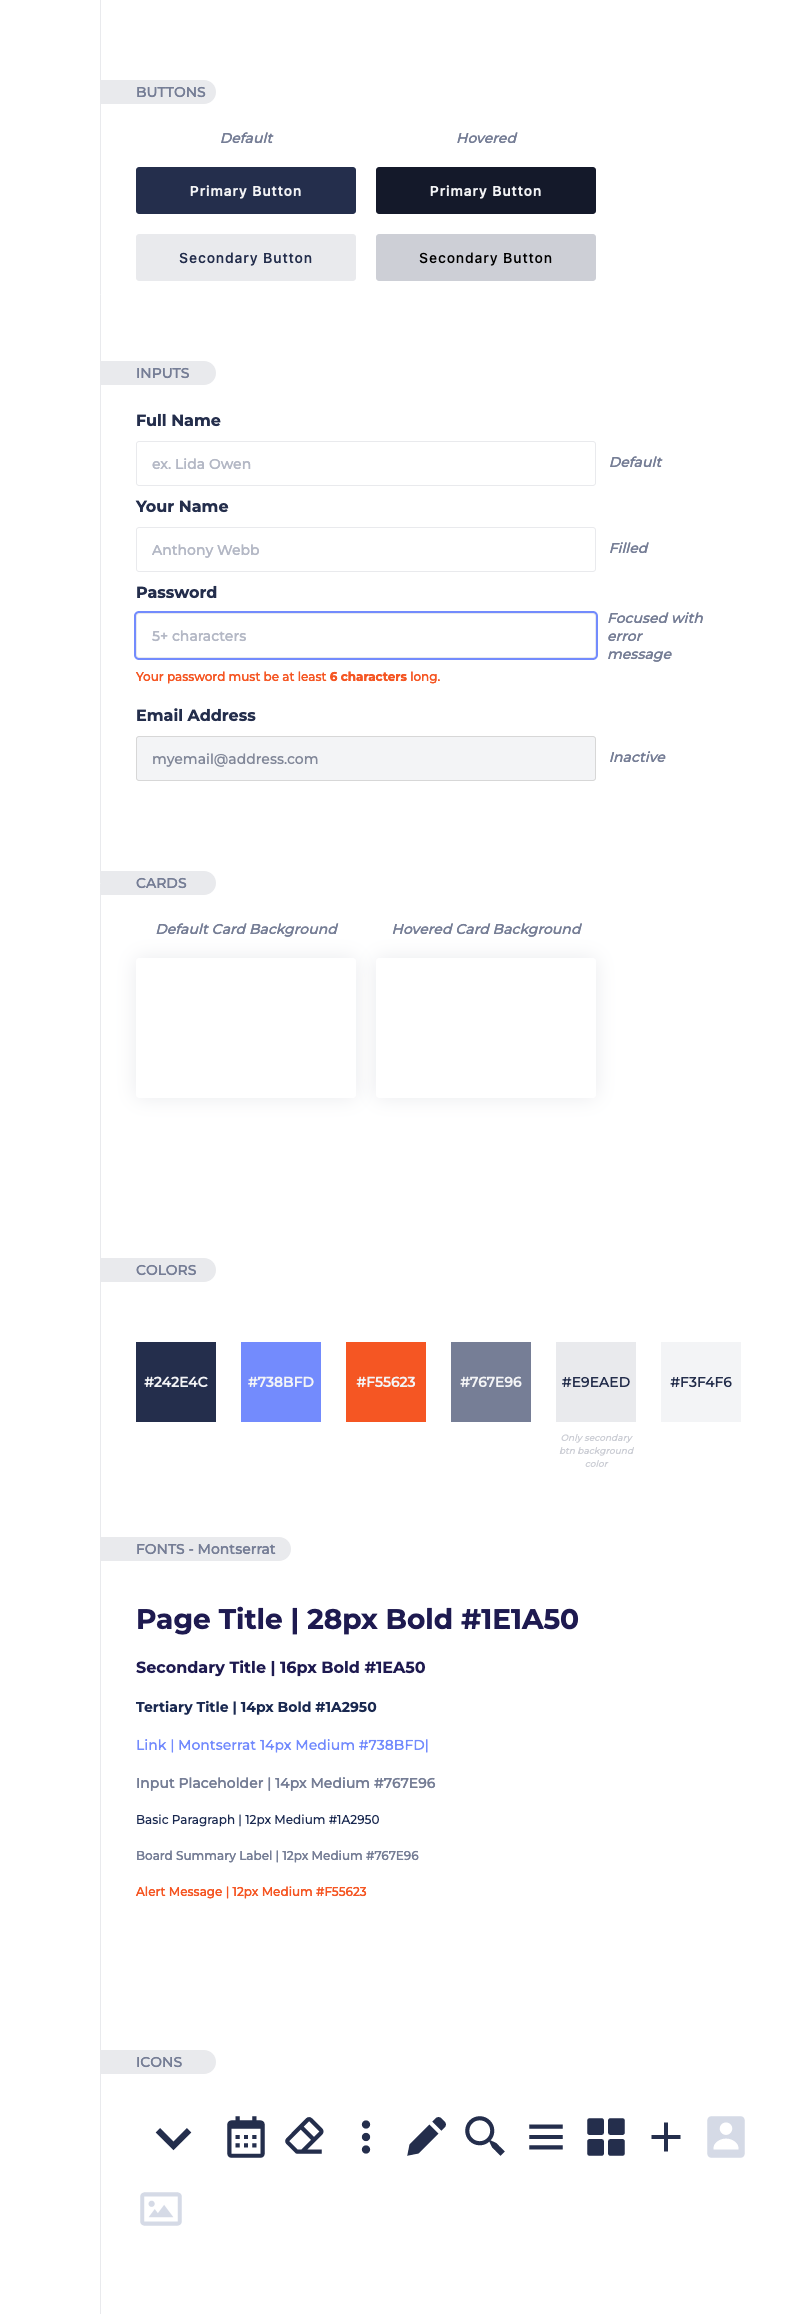 BUTTONS
Default
Hovered
Primary Button
Primary Button
Secondary Button
Secondary Button
INPUTS
Full Name
ex. Lida Owen
Default
Your Name
Anthony Webb
Filled
Password
5+ characters
Focused with
error
message
Your password must be at least 6 characters long.
Email Address
myemail@address.com
Inactive
CARDS
Default Card Background
Hovered Card Background
COLORS
#242E4C
#738BFD
#F55623
#767E96
#E9EAED
#F3F4F6
Only secondary
btn background
color
FONTS - Montserrat
Page Title | 28px Bold #1E1A50
Secondary Title | 16px Bold #1EA50
Tertiary Title | 14px Bold #1A2950
Link | Montserrat 14px Medium #738BFD|
Input Placeholder | 14px Medium #767E96
Basic Paragraph | 12px Medium #1A2950
Board Summary Label | 12px Medium #767E96
Alert Message | 12px Medium #F55623
ICONS